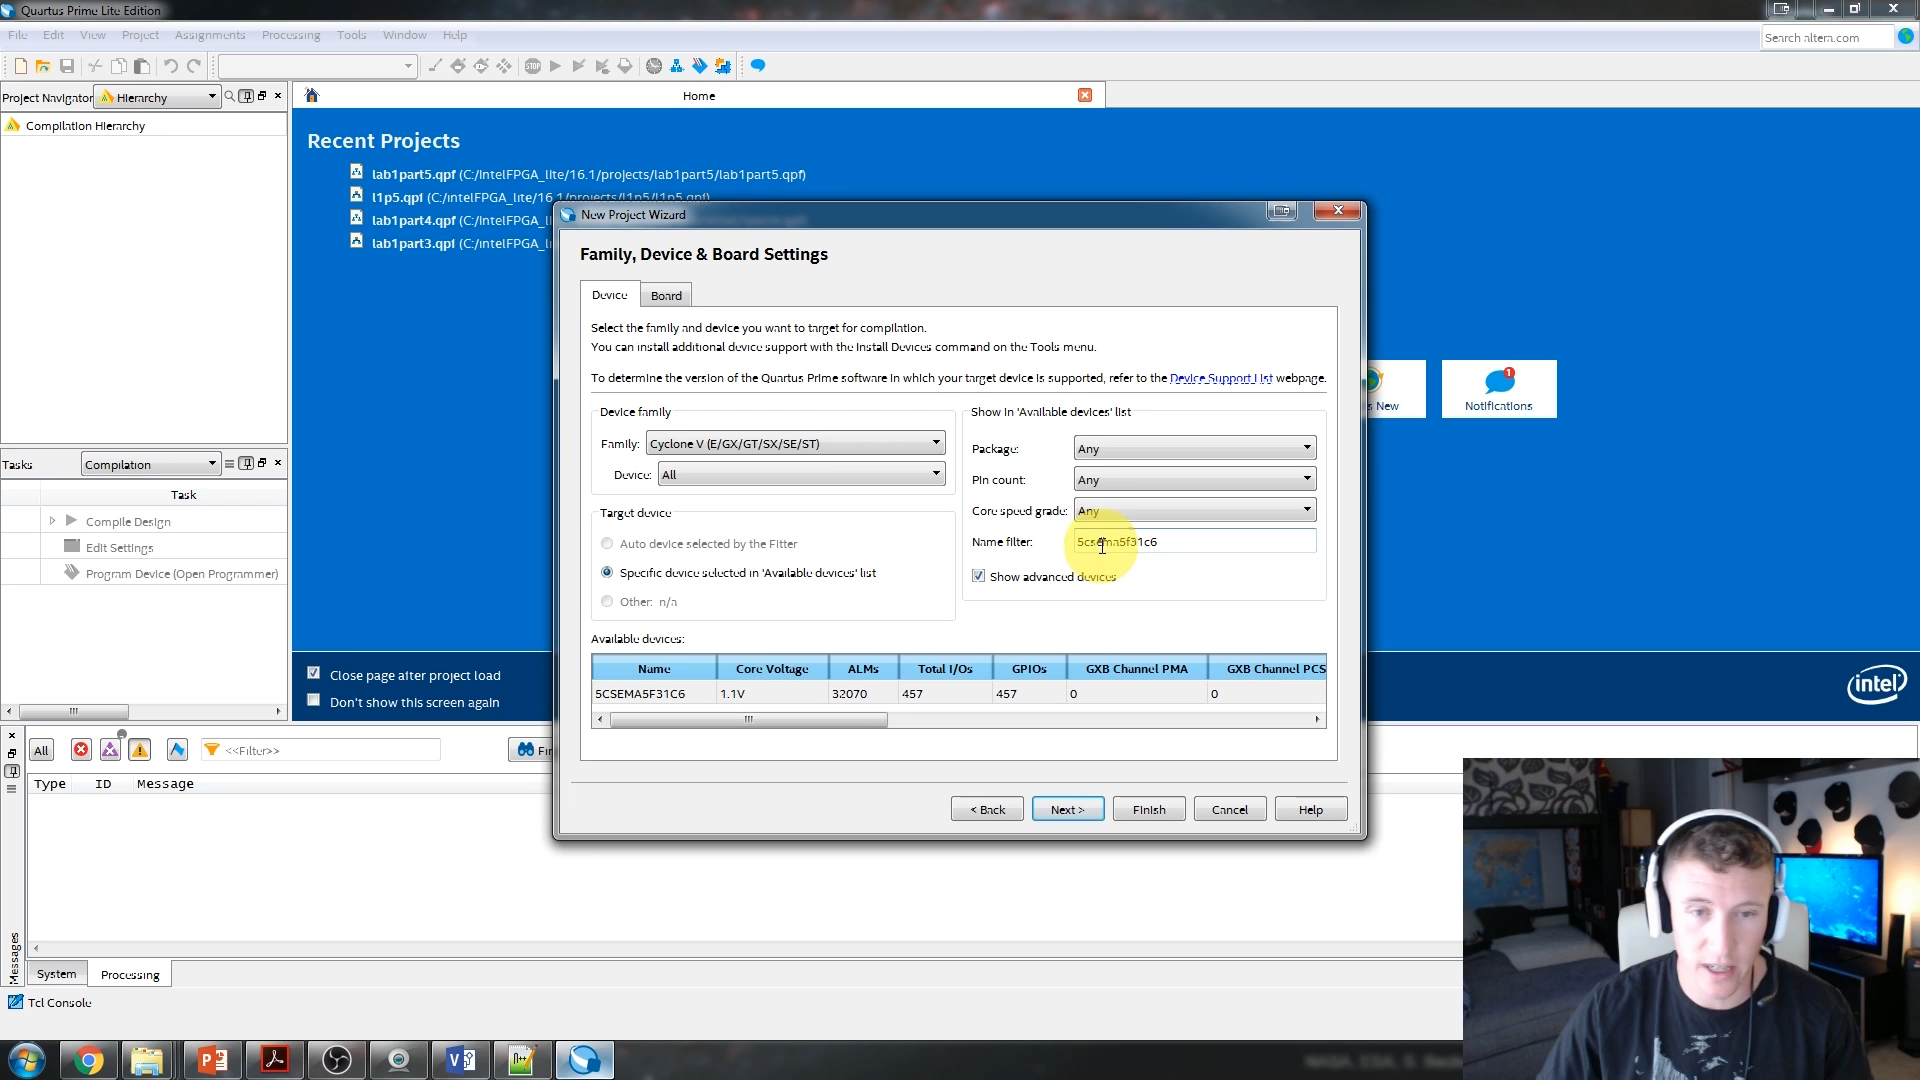 Quartus Prime Lite Edition
File Edit View Project Assignments Processing Tools Window Help
Search altera.com
Project Navigator Hierarchy
Home
Compilation Hierarchy
Recent Projects
lab1part5.qpf (C:/intelFPGA_lite/16.1/projects/lab1part5/lab1part5.qpf)
l1p5.qpf (C:/intelFPGA_lite/16.1/projects/l1p5/l1p5.qpf)
lab1part4.qpf (C:/intelFPGA_l
lab1part3.qpf (C:/intelFPGA_l
New Project Wizard
Family, Device & Board Settings
Device Board
Select the family and device you want to target for compilation.
You can install additional device support with the Install Devices command on the Tools menu.
To determine the version of the Quartus Prime software in which your target device is supported, refer to the Device Support List webpage.
Device family
Family: Cyclone V (E/GX/GT/SX/SE/ST)
Device: All
Show in 'Available devices' list
Package: Any
Pin count: Any
Core speed grade: Any
Name filter: 5csema5f31c6
Show advanced devices
Target device
Auto device selected by the Fitter
Specific device selected in 'Available devices' list
Other: n/a
Available devices:
Name Core Voltage ALMs Total I/Os GPIOs GXB Channel PMA GXB Channel PCS
5CSEMA5F31C6 1.1V 32070 457 457 0 0
< Back Next > Finish Cancel Help
s New
1
Notifications
Tasks Compilation
Task
Compile Design
Edit Settings
Program Device (Open Programmer)
Close page after project load
Don't show this screen again
intel
All <<Filter>> Fin
Type ID Message
Messages
System Processing
Tcl Console